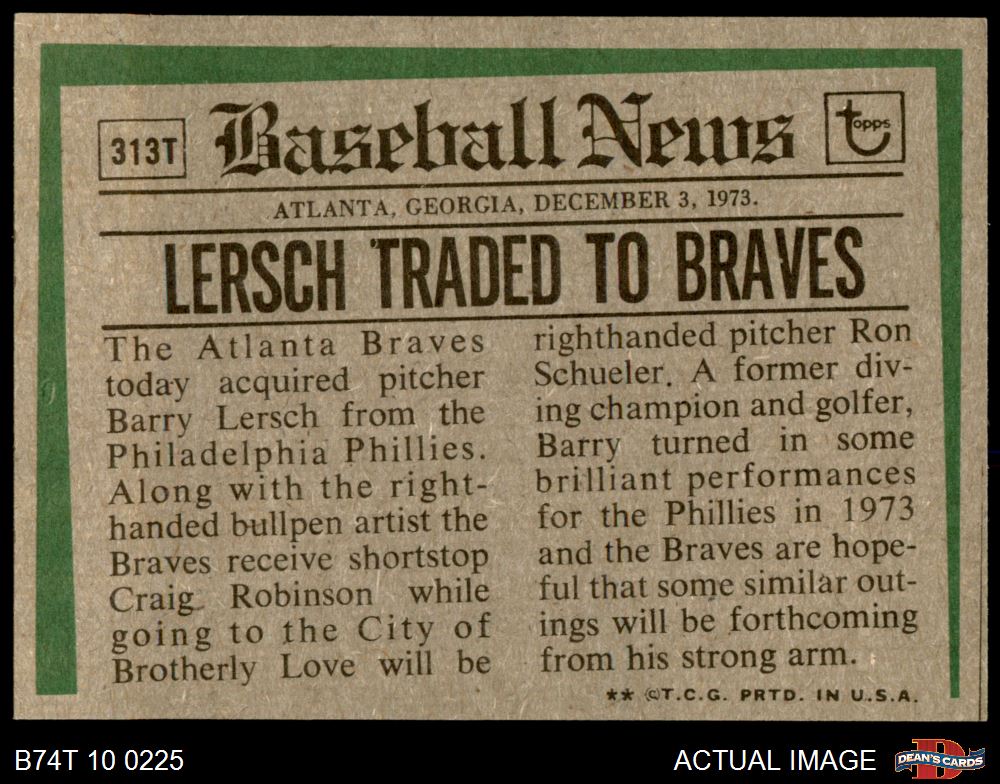 313T
Baseball News
topps
ATLANTA, GEORGIA, DECEMBER 3, 1973.
LERSCH TRADED TO BRAVES
The Atlanta Braves
today acquired pitcher
Barry Lersch from the
Philadelphia Phillies.
Along with the right-
handed bullpen artist the
Braves receive shortstop
Craig Robinson while
going to the City of
Brotherly Love will be
righthanded pitcher Ron
Schueler. A former div-
ing champion and golfer,
Barry turned in some
brilliant performances
for the Phillies in 1973
and the Braves are hope-
ful that some similar out-
ings will be forthcoming
from his strong arm.
** ©T.C.G. PRTD. IN U.S.A.
B74T 10 0225
ACTUAL IMAGE
D
DEAN'S CARDS